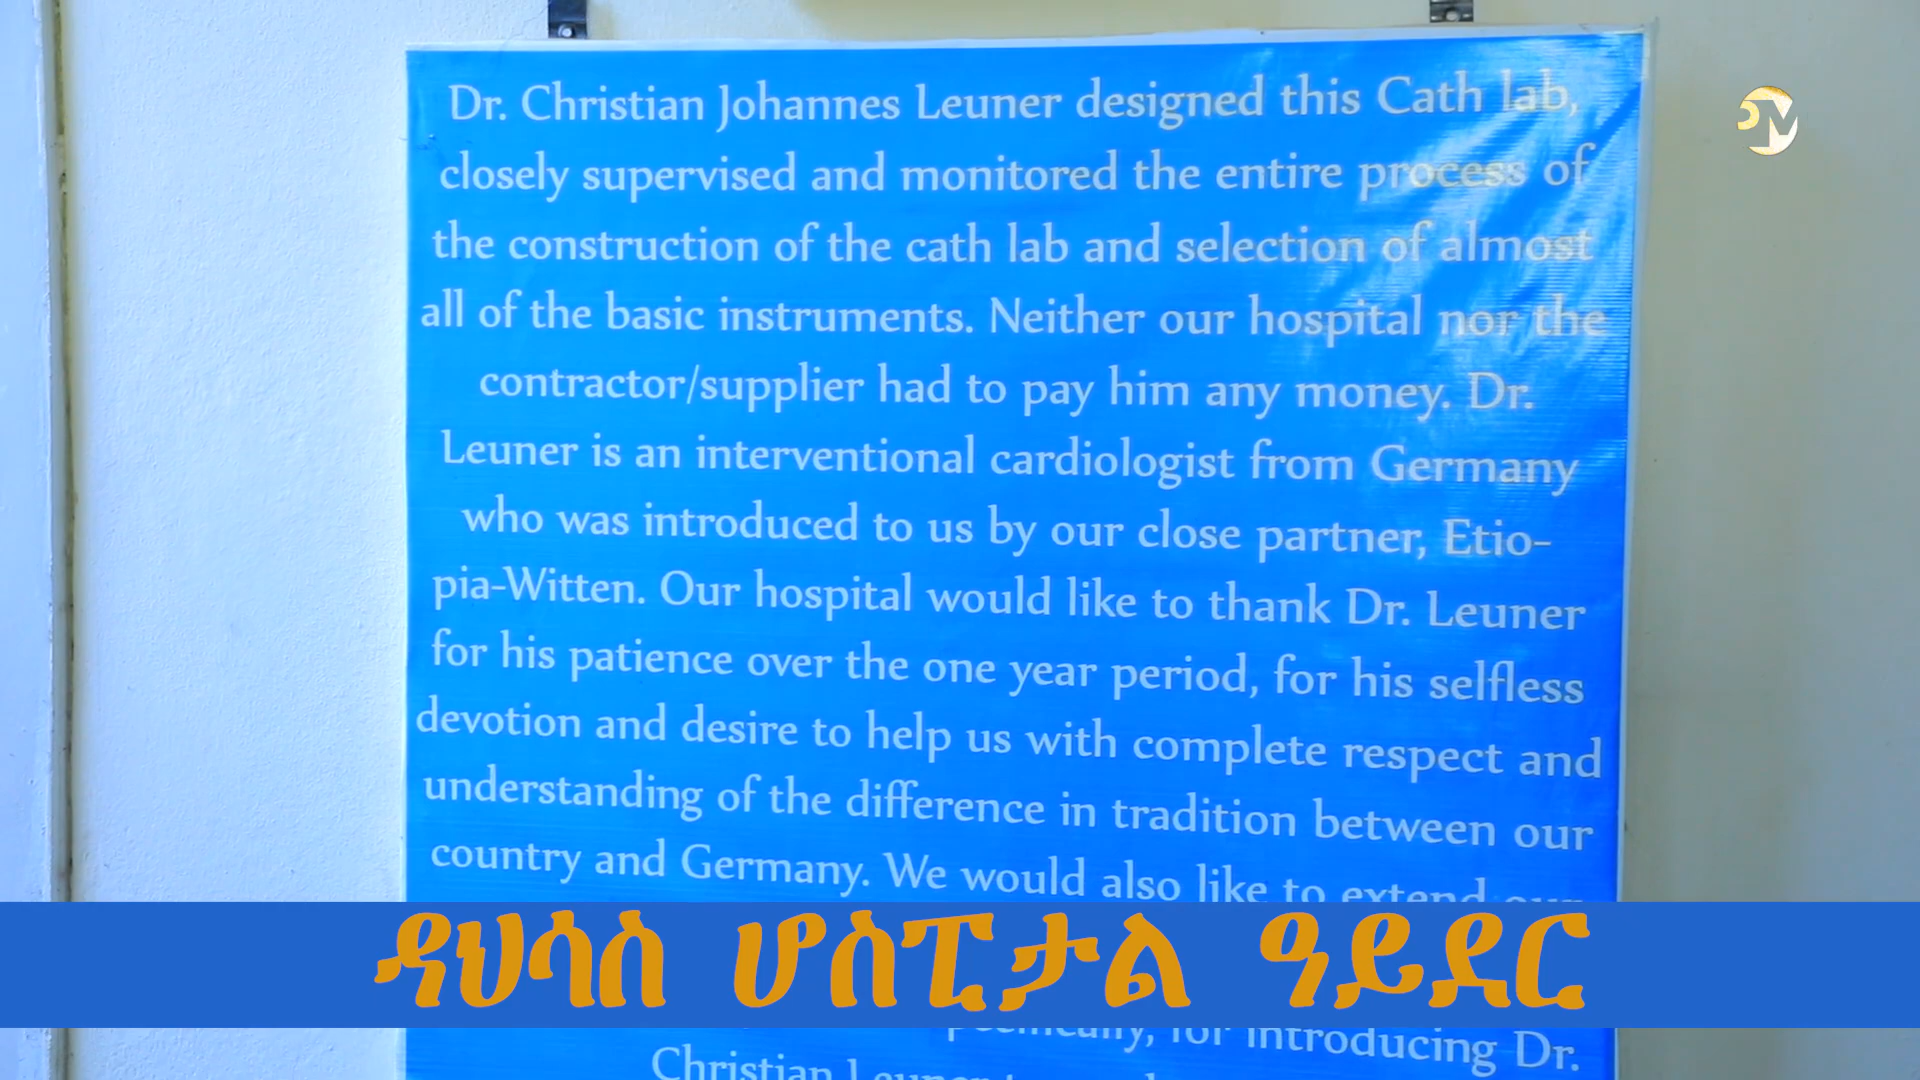 Dr. Christian Johannes Leuner designed this Cath lab,
closely supervised and monitored the entire process of
the construction of the cath lab and selection of almost
all of the basic instruments. Neither our hospital nor the
contractor/supplier had to pay him any money. Dr.
Leuner is an interventional cardiologist from Germany
who was introduced to us by our close partner, Etio-
pia-Witten. Our hospital would like to thank Dr. Leuner
for his patience over the one year period, for his selfless
devotion and desire to help us with complete respect and
understanding of the difference in tradition between our
country and Germany. We would also like to extend our
ዳህሳስ ሆስፒታል ዓይደር
for introducing Dr.
Christian Leuner